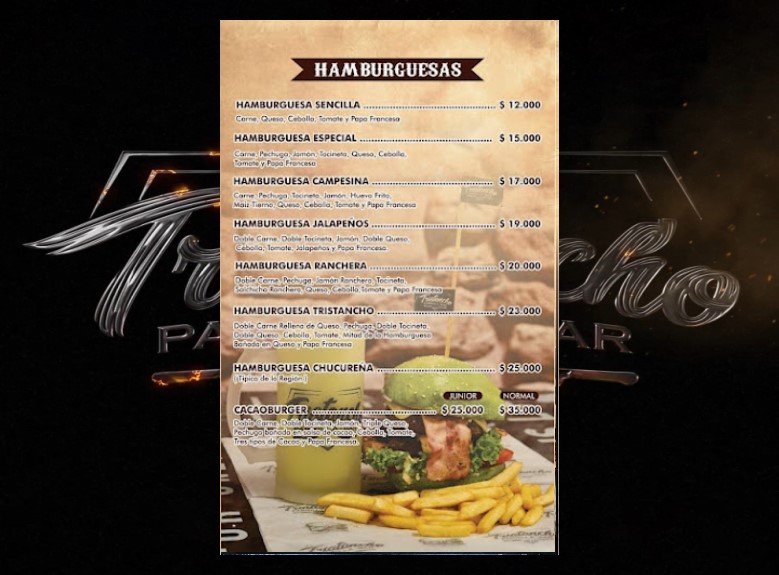 HAMBURGUESAS
HAMBURGUESA SENCILLA ........ $ 12.000
Carne, Queso, Cebolla, Tomate y Papa Francesa
HAMBURGUESA ESPECIAL ........ $ 15.000
Carne, Pechuga, Jamón, Tocineta, Queso, Cebolla,
Tomate y Papa Francesa
HAMBURGUESA CAMPESINA ........ $ 17.000
Carne, Pechuga, Tocineta, Jamón, Huevo Frito,
Maíz Tierno, Queso, Cebolla, Tomate y Papa Francesa
HAMBURGUESA JALAPEÑOS ........ $ 19.000
Doble Carne, Doble Tocineta, Jamón, Doble Queso,
Cebolla, Tomate, Jalapeños y Papa Francesa.
HAMBURGUESA RANCHERA ........ $ 20.000
Doble Carne, Pechuga, Jamón Ranchero, Tocineta,
Salchicha Ranchera, Queso, Cebolla,Tomate y Papa Francesa
HAMBURGUESA TRISTANCHO ........ $ 23.000
Doble Carne Rellena de Queso, Pechuga, Doble Tocineta,
Doble Queso, Cebolla, Tomate, Mitad de la Hamburguesa
Bañada en Queso y Papa Francesa
HAMBURGUESA CHUCUREÑA ........ $ 25.000
(Típico de la Región )
JUNIOR NORMAL
CACAOBURGER ........ $ 25.000 $ 35.000
Doble Carne, Doble Tocineta, Jamón, Triple Queso,
Pechuga bañada en salsa de cacao, Cebolla, Tomate,
Tres tipos de Cacao y Papa Francesa.